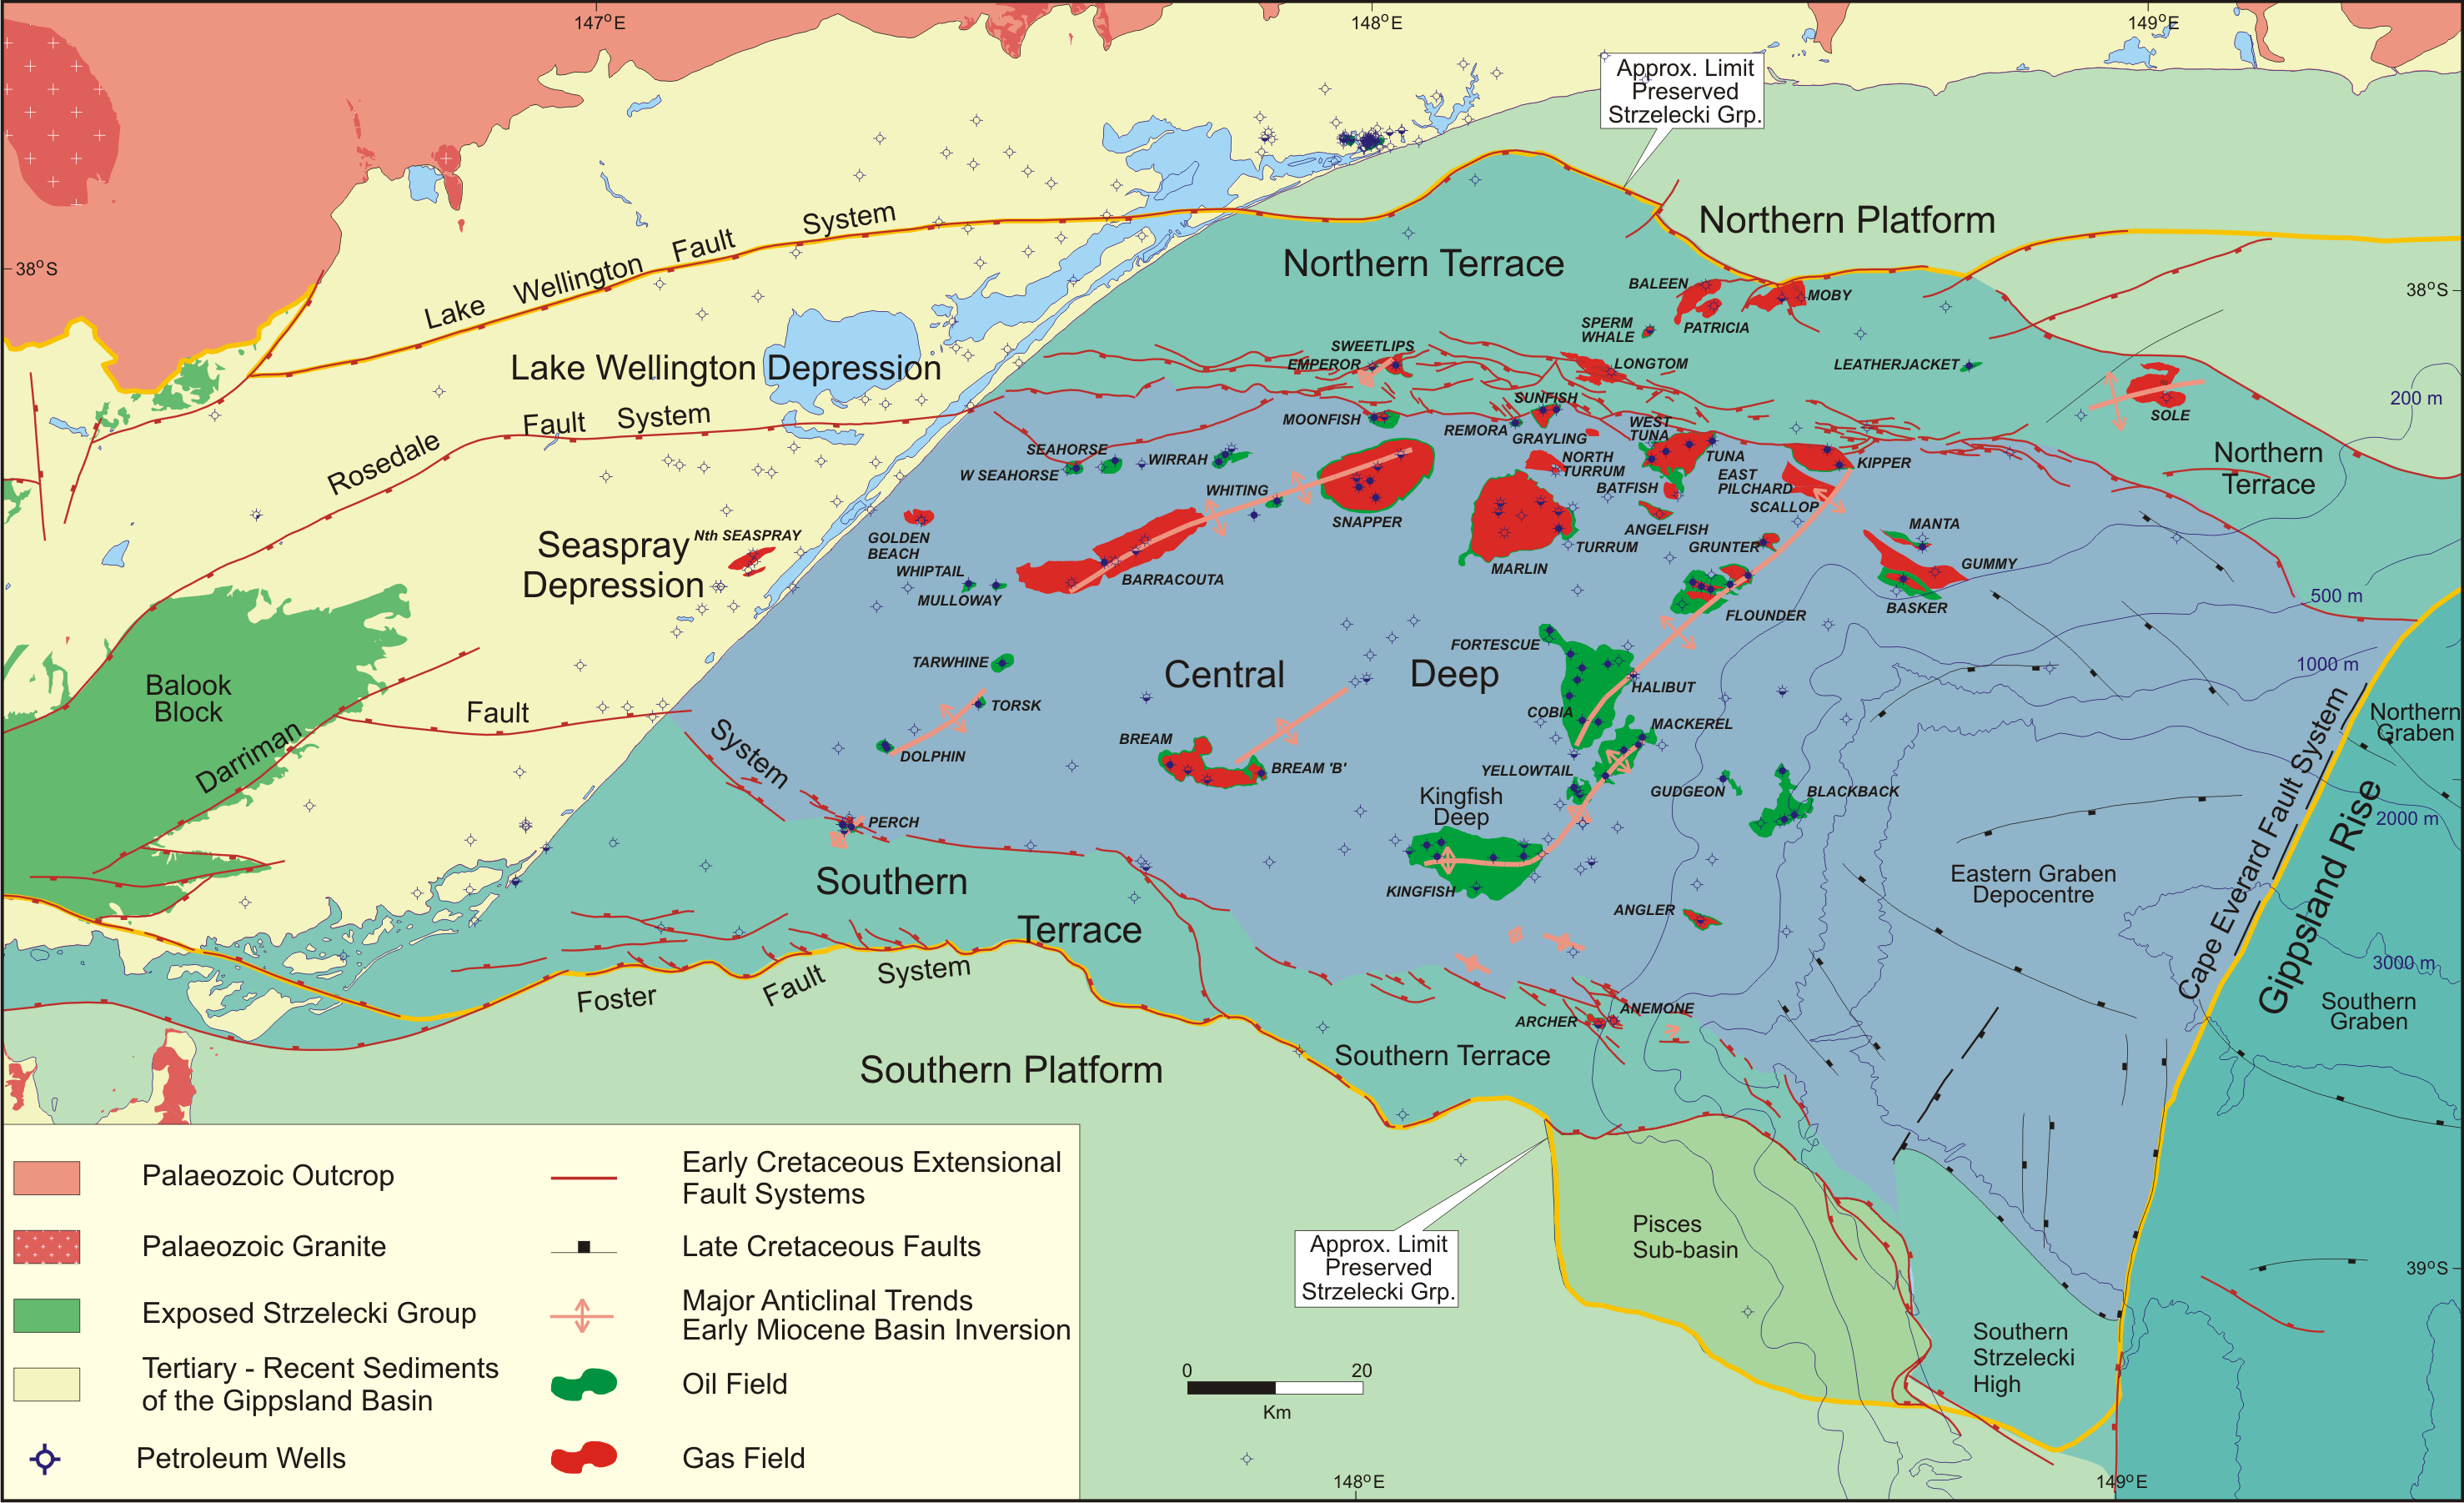 147°E
148°E
149°E
Approx. Limit
Preserved
Strzelecki Grp.
38°S
38°S
Northern Platform
Northern Terrace
Lake Wellington Fault System
Lake Wellington Depression
Rosedale Fault System
BALEEN
MOBY
PATRICIA
SPERM
WHALE
SWEETLIPS
EMPEROR
LONGTOM
LEATHERJACKET
SOLE
200 m
SUNFISH
MOONFISH
REMORA
GRAYLING
WEST
TUNA
TUNA
NORTH
TURRUM
KIPPER
EAST
PILCHARD
SCALLOP
BATFISH
ANGELFISH
GRUNTER
Northern
Terrace
SEAHORSE
W SEAHORSE
WIRRAH
WHITING
SNAPPER
TURRUM
MARLIN
MANTA
GUMMY
BASKER
500 m
Seaspray
Depression
Nth SEASPRAY
GOLDEN
BEACH
WHIPTAIL
MULLOWAY
BARRACOUTA
FLOUNDER
FORTESCUE
HALIBUT
COBIA
MACKEREL
1000 m
Balook
Block
Darriman Fault System
TARWHINE
TORSK
DOLPHIN
Central Deep
BREAM
BREAM 'B'
YELLOWTAIL
GUDGEON
BLACKBACK
Kingfish
Deep
KINGFISH
Northern
Graben
Cape Everard Fault System
Gippsland Rise
2000 m
PERCH
Southern
Terrace
Eastern Graben
Depocentre
ANGLER
3000 m
Southern
Graben
Foster Fault System
ARCHER
ANEMONE
Southern Terrace
Southern Platform
Approx. Limit
Preserved
Strzelecki Grp.
Pisces
Sub-basin
Southern
Strzelecki
High
39°S
0 20
Km
148°E
149°E
Palaeozoic Outcrop
Palaeozoic Granite
Exposed Strzelecki Group
Tertiary - Recent Sediments
of the Gippsland Basin
Petroleum Wells
Early Cretaceous Extensional
Fault Systems
Late Cretaceous Faults
Major Anticlinal Trends
Early Miocene Basin Inversion
Oil Field
Gas Field